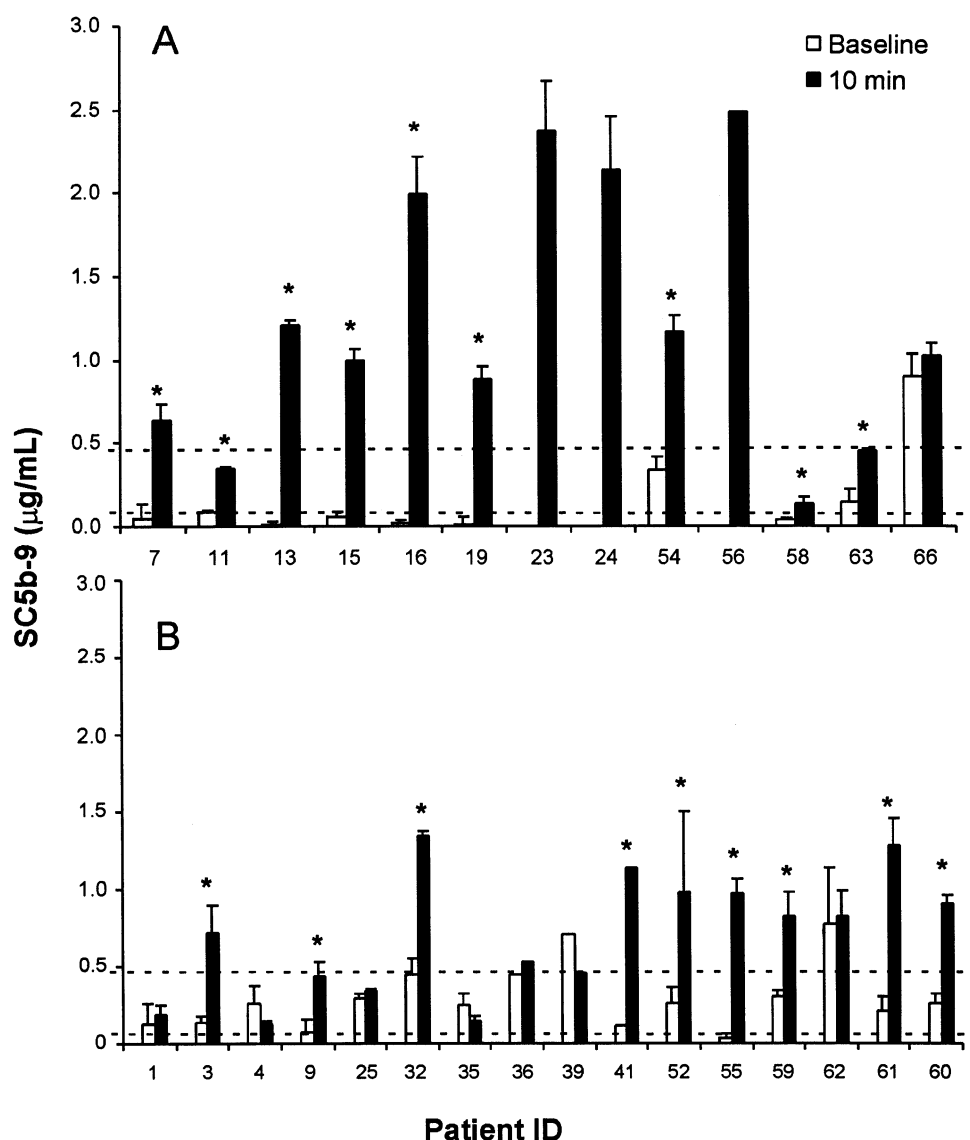 A
Baseline
10 min
SC5b-9 (μg/mL)
3.0
2.5
2.0
1.5
1.0
0.5
0.0
* * * * * * * * *
7 11 13 15 16 19 23 24 54 56 58 63 66
B
3.0
2.5
2.0
1.5
1.0
0.5
0
* * * * * * * * *
1 3 4 9 25 32 35 36 39 41 52 55 59 62 61 60
Patient ID